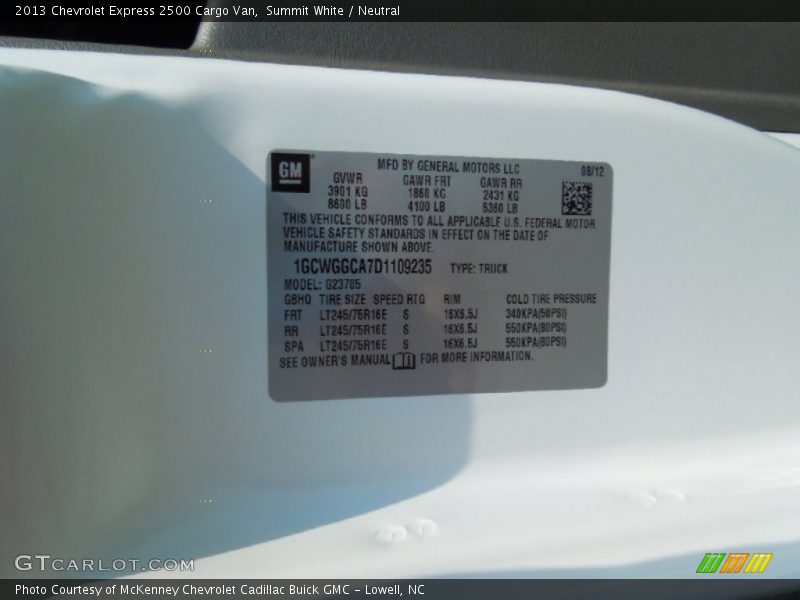 2013 Chevrolet Express 2500 Cargo Van,  Summit White / Neutral
GM
MFD BY GENERAL MOTORS LLC 08/12
GVWR GAWR FRT GAWR RR
3901 KG 1860 KG 2431 KG
8600 LB 4100 LB 5360 LB
THIS VEHICLE CONFORMS TO ALL APPLICABLE U.S. FEDERAL MOTOR
VEHICLE SAFETY STANDARDS IN EFFECT ON THE DATE OF
MANUFACTURE SHOWN ABOVE.
1GCWGGCA7D1109235 TYPE: TRUCK
MODEL: G23705
GBHQ TIRE SIZE SPEED RTG RIM COLD TIRE PRESSURE
FRT LT245/75R16E S 16X6.5J 340KPA(50PSI)
RR LT245/75R16E S 16X6.5J 550KPA(80PSI)
SPA LT245/75R16E S 16X6.5J 550KPA(80PSI)
SEE OWNER'S MANUAL FOR MORE INFORMATION.
GTCARLOT.COM
Photo Courtesy of McKenney Chevrolet Cadillac Buick GMC - Lowell, NC